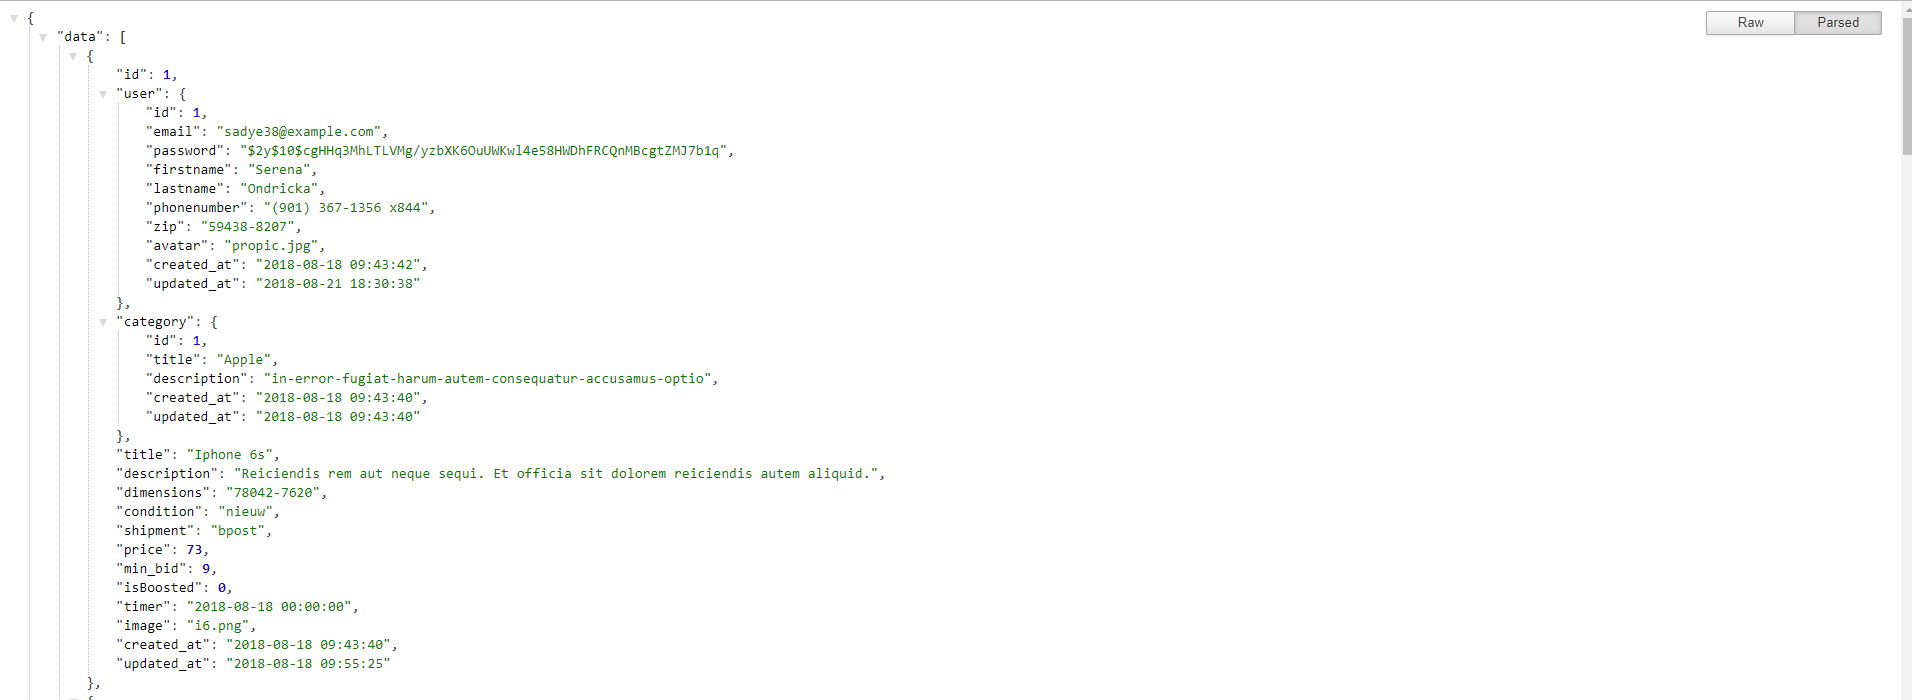 {
Raw Parsed
"data": [
{
"id": 1,
"user": {
"id": 1,
"email": "sadye38@example.com",
"password": "$2y$10$cgHHq3MhLTLVMg/yzbXK6OuUWKwl4e58HWDhFRCQnMBcgtZMJ7b1q",
"firstname": "Serena",
"lastname": "Ondricka",
"phonenumber": "(901) 367-1356 x844",
"zip": "59438-8207",
"avatar": "propic.jpg",
"created_at": "2018-08-18 09:43:42",
"updated_at": "2018-08-21 18:30:38"
},
"category": {
"id": 1,
"title": "Apple",
"description": "in-error-fugiat-harum-autem-consequatur-accusamus-optio",
"created_at": "2018-08-18 09:43:40",
"updated_at": "2018-08-18 09:43:40"
},
"title": "Iphone 6s",
"description": "Reiciendis rem aut neque sequi. Et officia sit dolorem reiciendis autem aliquid.",
"dimensions": "78042-7620",
"condition": "nieuw",
"shipment": "bpost",
"price": 73,
"min_bid": 9,
"isBoosted": 0,
"timer": "2018-08-18 00:00:00",
"image": "i6.png",
"created_at": "2018-08-18 09:43:40",
"updated_at": "2018-08-18 09:55:25"
},
{